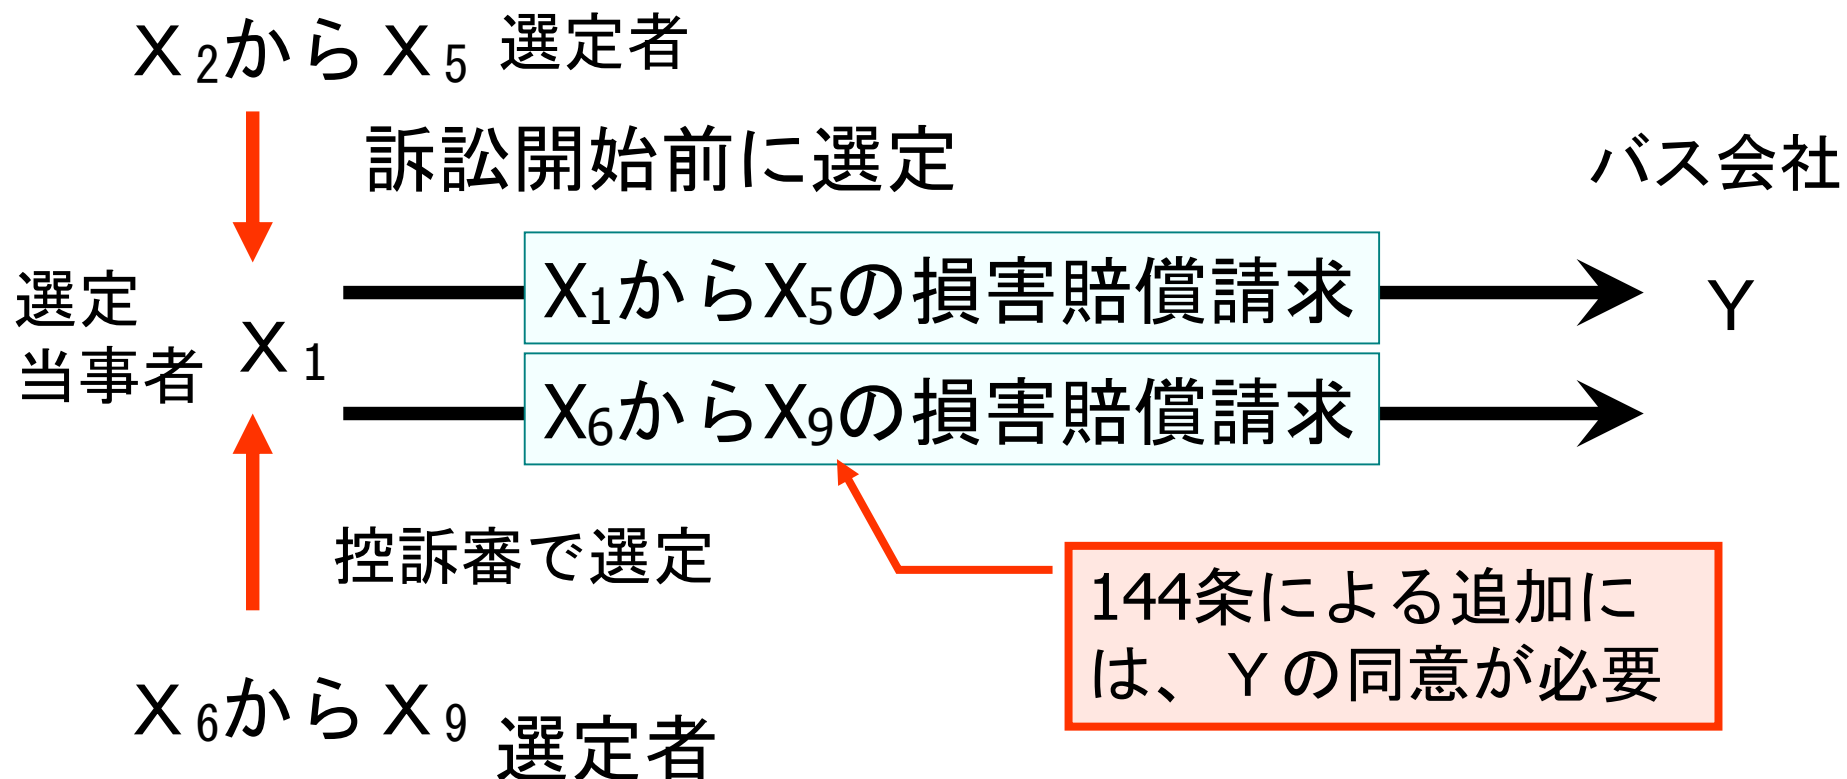 X2からX5 選定者
訴訟開始前に選定
バス会社
X1からX5の損害賠償請求
Y
選定
当事者
X1
X6からX9の損害賠償請求
控訴審で選定
144条による追加に
は、Yの同意が必要
X6からX9 選定者